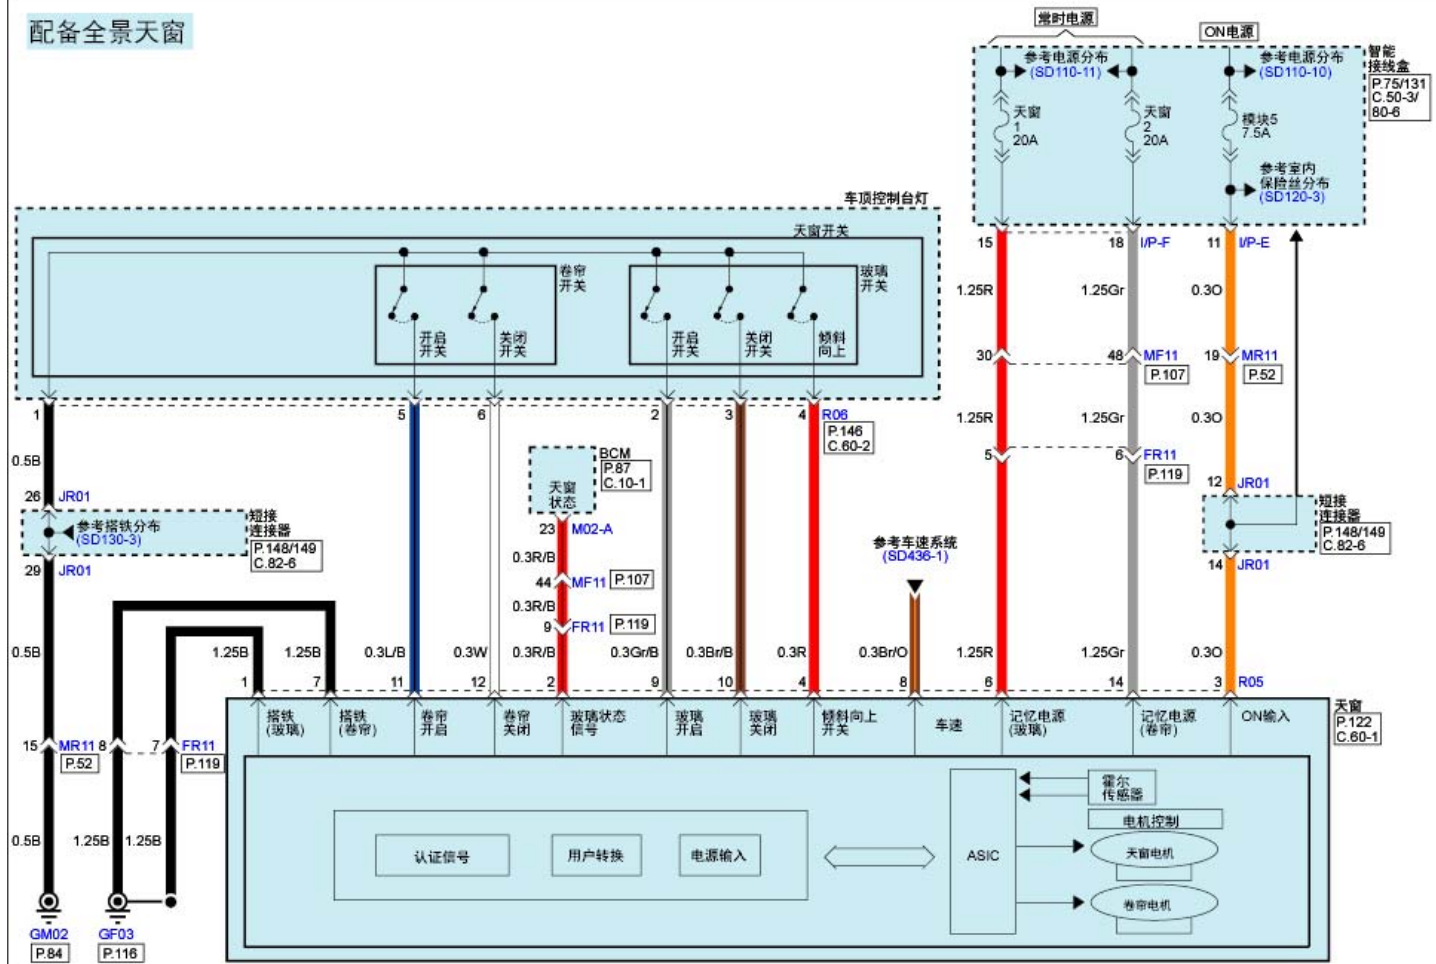 配备全景天窗
常时电源
ON电源
参考电源分布
(SD110-11)
参考电源分布
(SD110-10)
智能
接线盒
P.75/131
C.50-3/
80-6
天窗
1
20A
天窗
2
20A
模块5
7.5A
参考室内
保险丝分布
(SD120-3)
车顶控制台灯
天窗开关
卷帘
开关
玻璃
开关
开启
开关
关闭
开关
开启
开关
关闭
开关
倾斜
向上
15
18
I/P-F
11
I/P-E
1.25R
1.25Gr
0.3O
30
48
MF11
P.107
19
MR11
P.52
1
5
6
2
3
4
R06
P.146
C.60-2
1.25R
1.25Gr
0.3O
5
6
FR11
P.119
0.5B
26
JR01
参考搭铁分布
(SD130-3)
短接
连接器
P.148/149
C.82-6
29
JR01
BCM
P.87
C.10-1
天窗
状态
23
M02-A
0.3R/B
44
MF11
P.107
0.3R/B
9
FR11
P.119
参考车速系统
(SD436-1)
12
JR01
短接
连接器
P.148/149
C.82-6
14
JR01
0.5B
1.25B
1.25B
0.3L/B
0.3W
0.3R/B
0.3Gr/B
0.3Br/B
0.3R
0.3Br/O
1.25R
1.25Gr
0.3O
1
7
11
12
2
9
10
4
8
6
14
3
R05
搭铁
(玻璃)
搭铁
(卷帘)
卷帘
开启
卷帘
关闭
玻璃状态
信号
玻璃
开启
玻璃
关闭
倾斜向上
开关
车速
记忆电源
(玻璃)
记忆电源
(卷帘)
ON输入
天窗
P.122
C.60-1
15
MR11
P.52
8
7
FR11
P.119
0.5B
1.25B
1.25B
认证信号
用户转换
电源输入
ASIC
霍尔
传感器
电机控制
天窗电机
卷帘电机
GM02
P.84
GF03
P.116